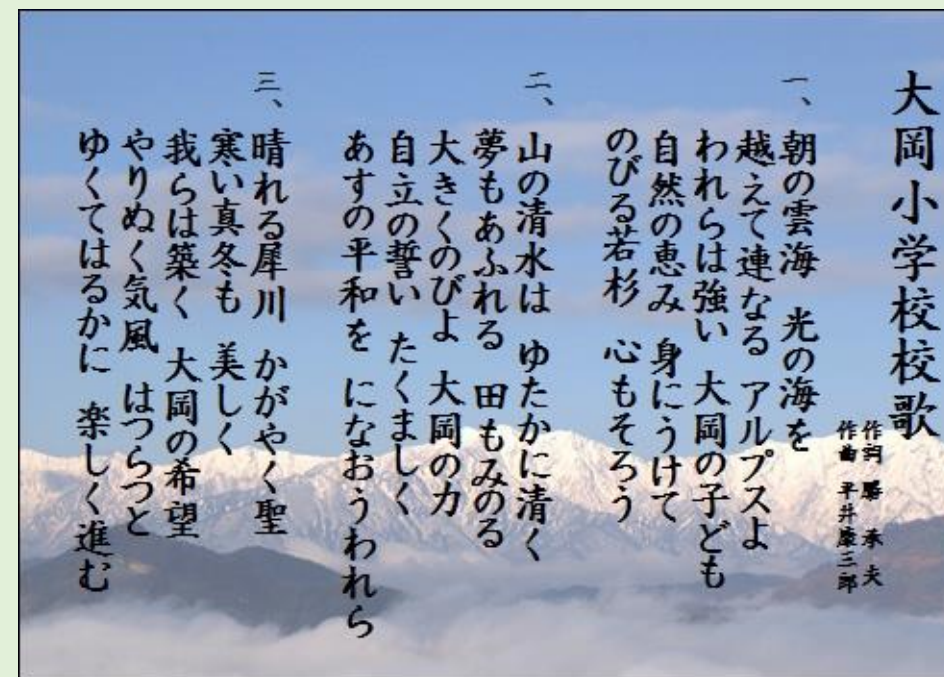 大岡小学校校歌
作詞 勝 承夫
作曲 平井康三郎
一、朝の雲海 光の海を
越えて連なる アルプスよ
われらは強い 大岡の子ども
自然の恵み 身にうけて
のびる若杉 心もそろう
二、山の清水は ゆたかに清く
夢もあふれる 田もみのる
大きくのびよ 大岡の力
自立の誓い たくましく
あすの平和を になおうわれら
三、晴れる犀川 かがやく聖
寒い真冬も 美しく
我らは築く 大岡の希望
やりぬく気風 はつらつと
ゆくてはるかに 楽しく進む